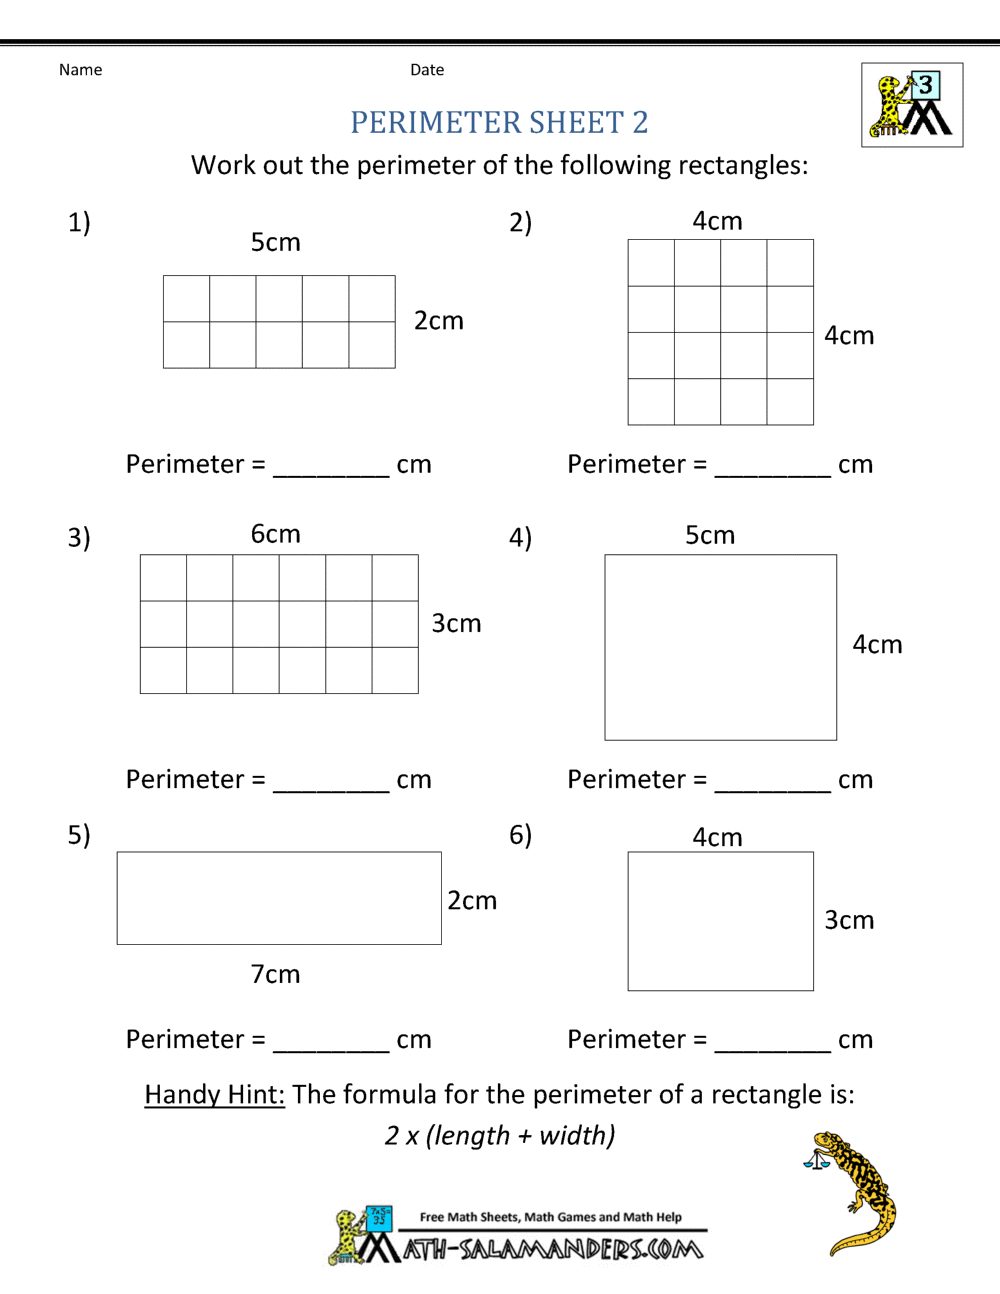 Name Date
3
PERIMETER SHEET 2
Work out the perimeter of the following rectangles:
1) 2)
5cm 4cm
2cm 4cm
Perimeter = ________ cm Perimeter = ________ cm
3) 4)
6cm 5cm
3cm 4cm
Perimeter = ________ cm Perimeter = ________ cm
5) 6)
4cm
2cm 3cm
7cm
Perimeter = ________ cm Perimeter = ________ cm
Handy Hint: The formula for the perimeter of a rectangle is:
2 x (length + width)
7x5=
35
Free Math Sheets, Math Games and Math Help
MATH-SALAMANDERS.COM